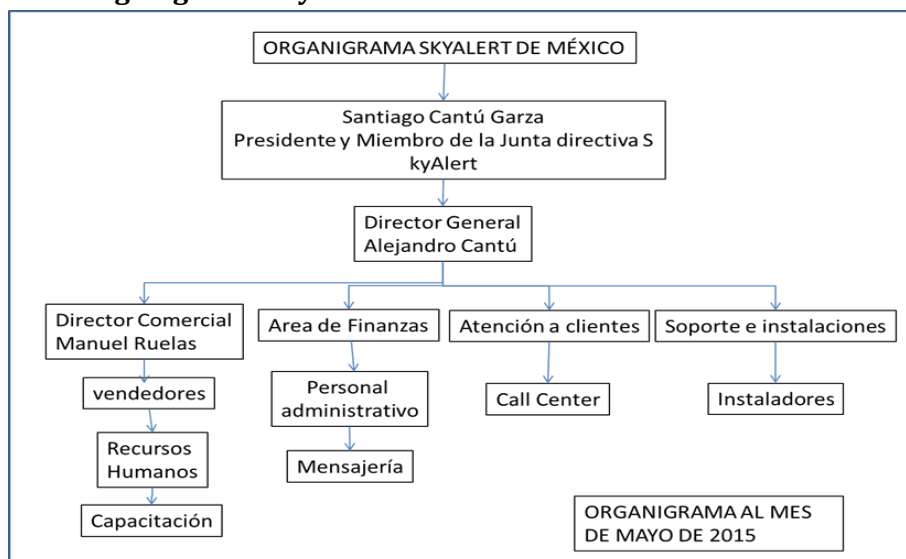 ORGANIGRAMA SKYALERT DE MÉXICO
Santiago Cantú Garza
Presidente y Miembro de la Junta directiva S
kyAlert
Director General
Alejandro Cantú
Director Comercial
Manuel Ruelas
Area de Finanzas
Atención a clientes
Soporte e instalaciones
vendedores
Personal
administrativo
Call Center
Instaladores
Recursos
Humanos
Mensajería
Capacitación
ORGANIGRAMA AL MES
DE MAYO DE 2015